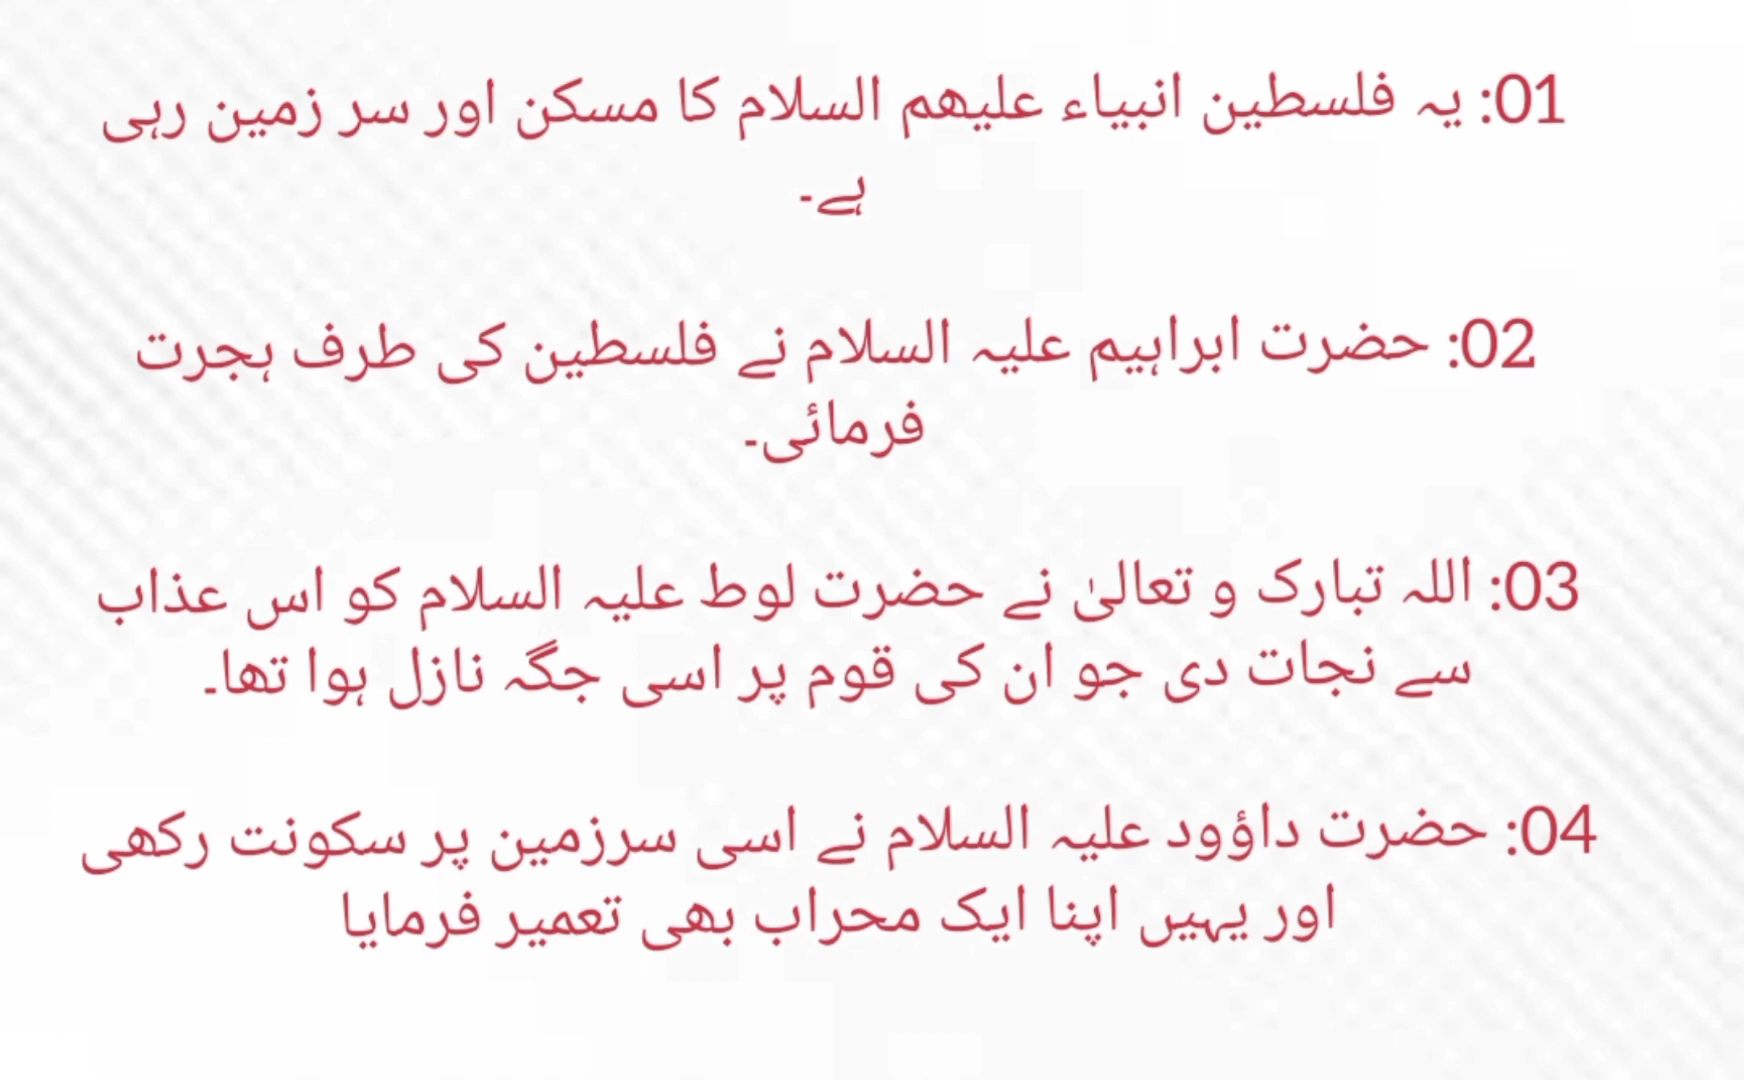 01: یہ فلسطین انبیاء علیھم السلام کا مسکن اور سر زمین رہی
ہے۔
02: حضرت ابراہیم علیہ السلام نے فلسطین کی طرف ہجرت
فرمائی۔
03: اللہ تبارک و تعالیٰ نے حضرت لوط علیہ السلام کو اس عذاب
سے نجات دی جو ان کی قوم پر اسی جگہ نازل ہوا تھا۔
04: حضرت داؤود علیہ السلام نے اسی سرزمین پر سکونت رکھی
اور یہیں اپنا ایک محراب بھی تعمیر فرمایا